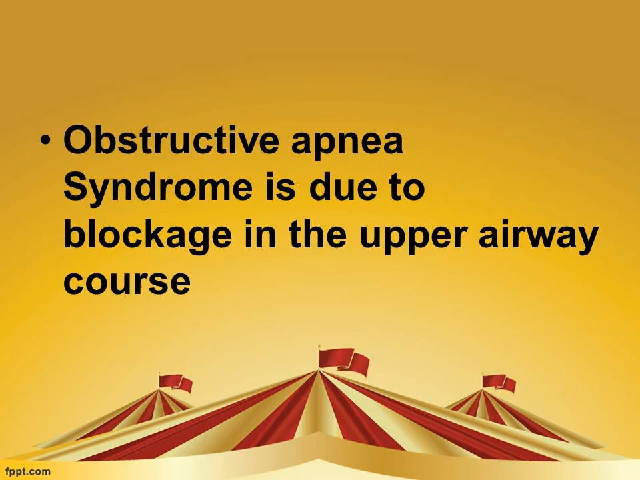 • Obstructive apnea
Syndrome is due to
blockage in the upper airway
course
fppt.com